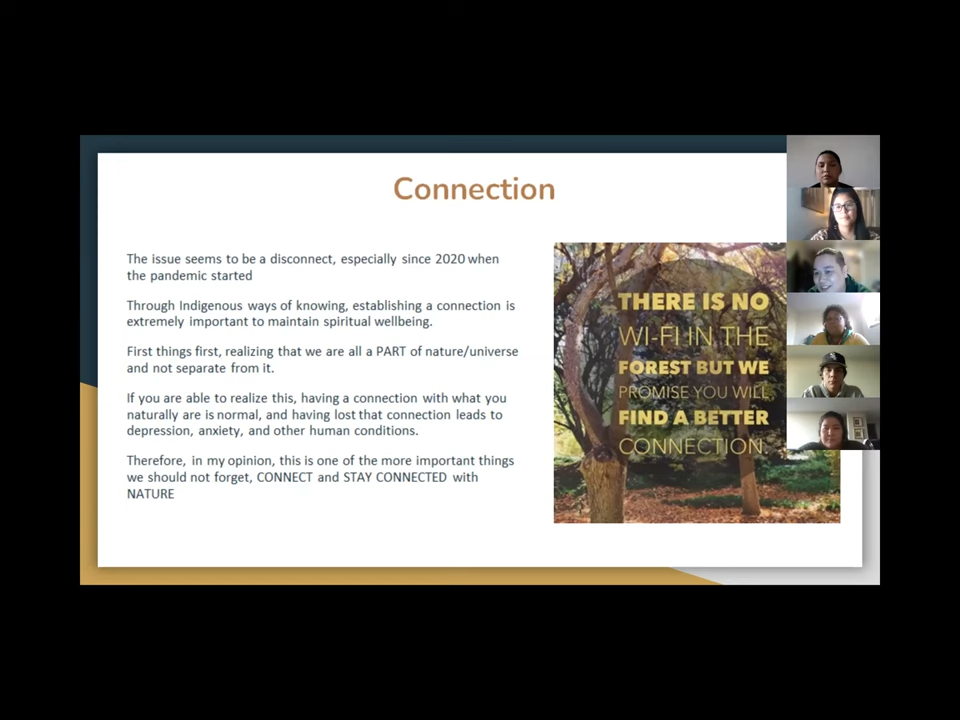 Connection
The issue seems to be a disconnect, especially since 2020 when
the pandemic started
Through Indigenous ways of knowing, establishing a connection is
extremely important to maintain spiritual wellbeing.
First things first, realizing that we are all a PART of nature/universe
and not separate from it.
If you are able to realize this, having a connection with what you
naturally are is normal, and having lost that connection leads to
depression, anxiety, and other human conditions.
Therefore, in my opinion, this is one of the more important things
we should not forget, CONNECT and STAY CONNECTED with
NATURE
THERE IS NO
WI-FI IN THE
FOREST BUT WE
PROMISE YOU WILL
FIND A BETTER
CONNECTION.